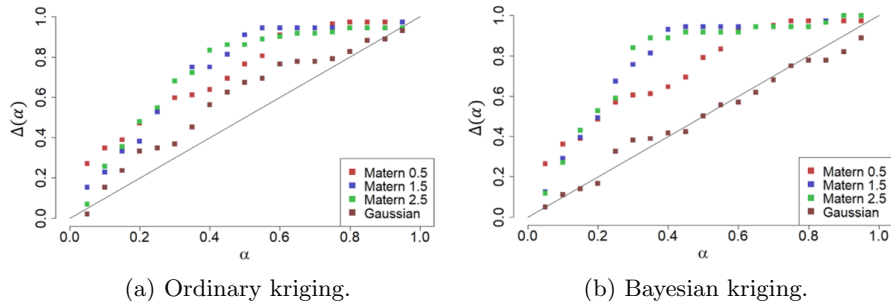 1.0
0.8
0.6
0.4
0.2
0.0
Δ(α)
0.0 0.2 0.4 0.6 0.8 1.0
α
Matern 0.5
Matern 1.5
Matern 2.5
Gaussian
(a) Ordinary kriging.
1.0
0.8
0.6
0.4
0.2
0.0
Δ(α)
0.0 0.2 0.4 0.6 0.8 1.0
α
Matern 0.5
Matern 1.5
Matern 2.5
Gaussian
(b) Bayesian kriging.